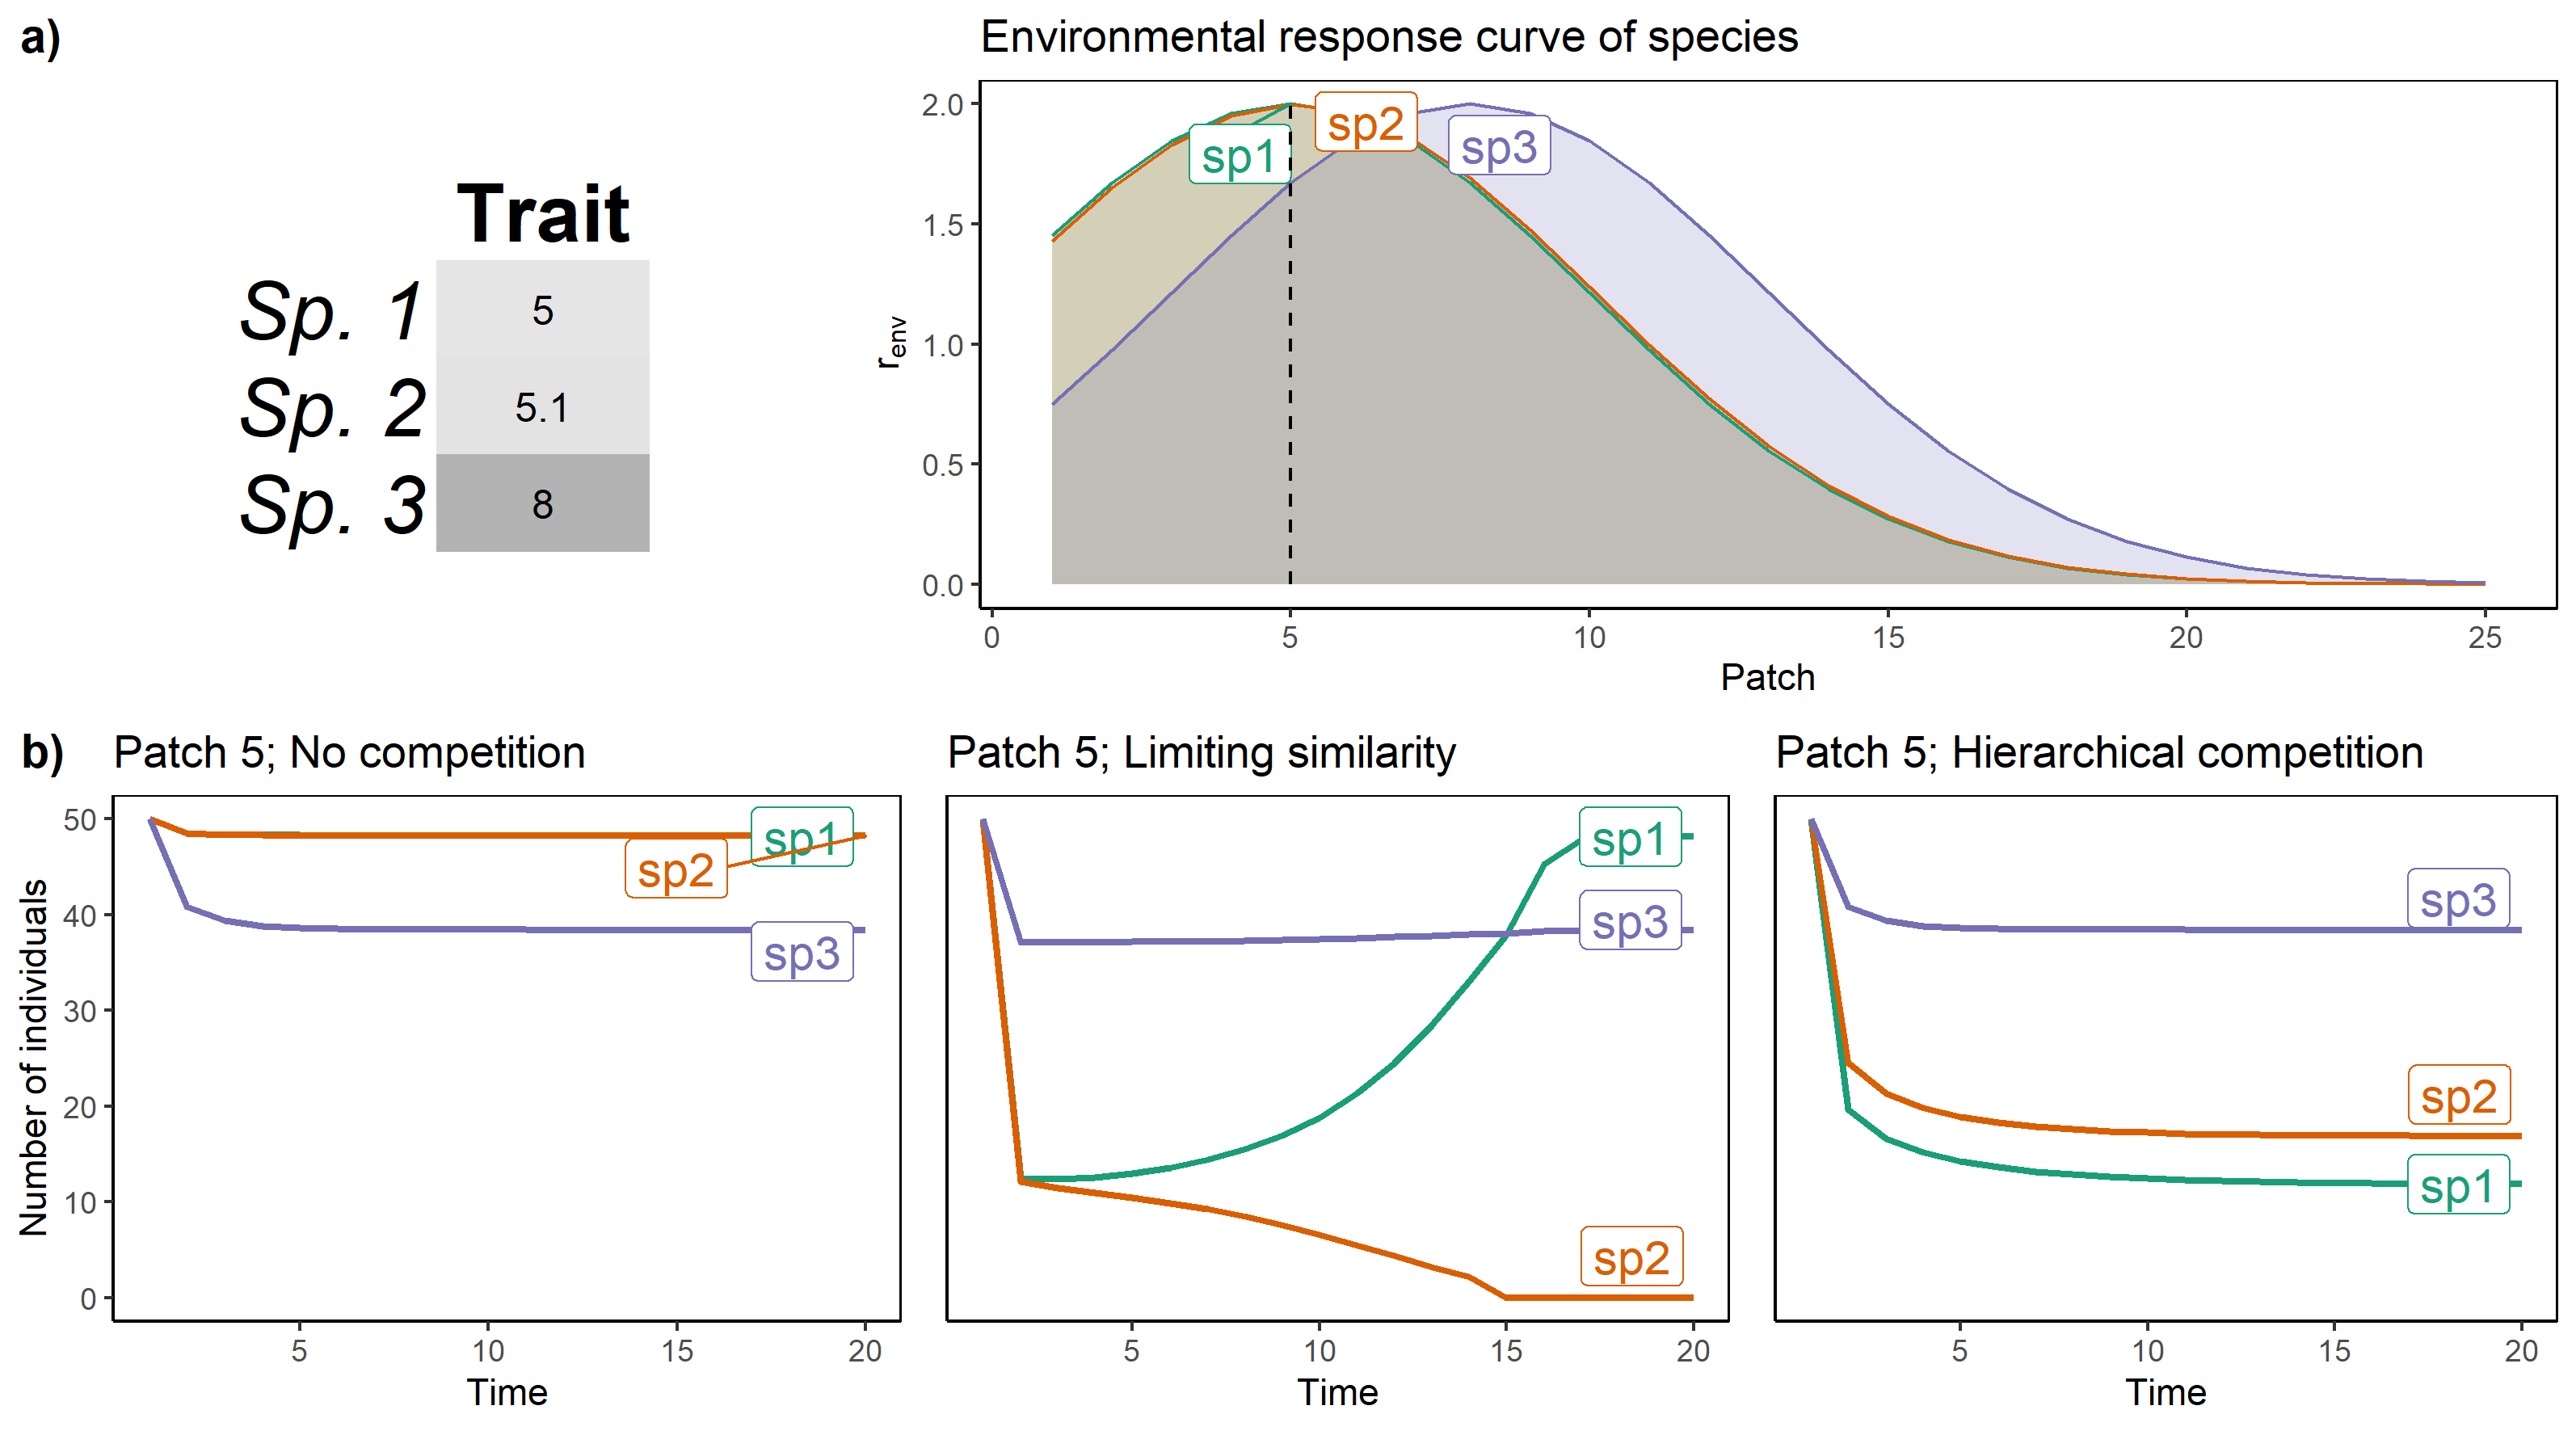 a)
Trait
Sp. 1 5
Sp. 2 5.1
Sp. 3 8
Environmental response curve of species
2.0
1.5
1.0
0.5
0.0
r_env
sp1
sp2
sp3
0 5 10 15 20 25
Patch
b)
Patch 5; No competition
50
40
30
20
10
0
Number of individuals
sp1
sp2
sp3
5 10 15 20
Time
Patch 5; Limiting similarity
sp1
sp3
sp2
5 10 15 20
Time
Patch 5; Hierarchical competition
sp3
sp2
sp1
5 10 15 20
Time